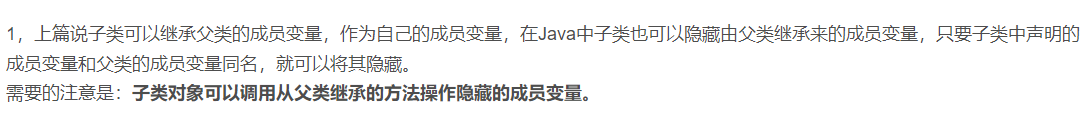 1，上篇说子类可以继承父类的成员变量，作为自己的成员变量，在Java中子类也可以隐藏由父类继承来的成员变量，只要子类中声明的
成员变量和父类的成员变量同名，就可以将其隐藏。
需要的注意是：子类对象可以调用从父类继承的方法操作隐藏的成员变量。